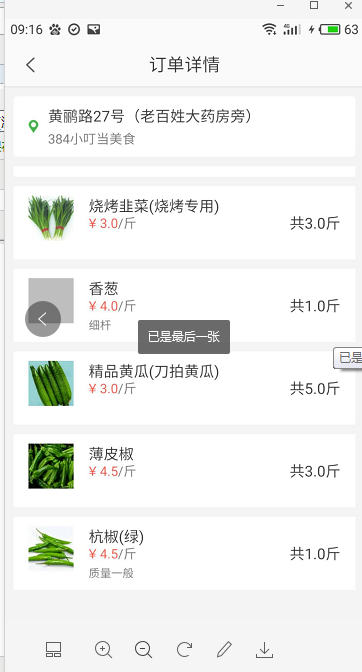 09:16
4G
63
订单详情
黄鹂路27号（老百姓大药房旁）
384小叮当美食
烧烤韭菜(烧烤专用)
¥ 3.0/斤
共3.0斤
香葱
¥ 4.0/斤
共1.0斤
细杆
已是最后一张
已是
精品黄瓜(刀拍黄瓜)
¥ 3.0/斤
共5.0斤
薄皮椒
¥ 4.5/斤
共3.0斤
杭椒(绿)
¥ 4.5/斤
共1.0斤
质量一般